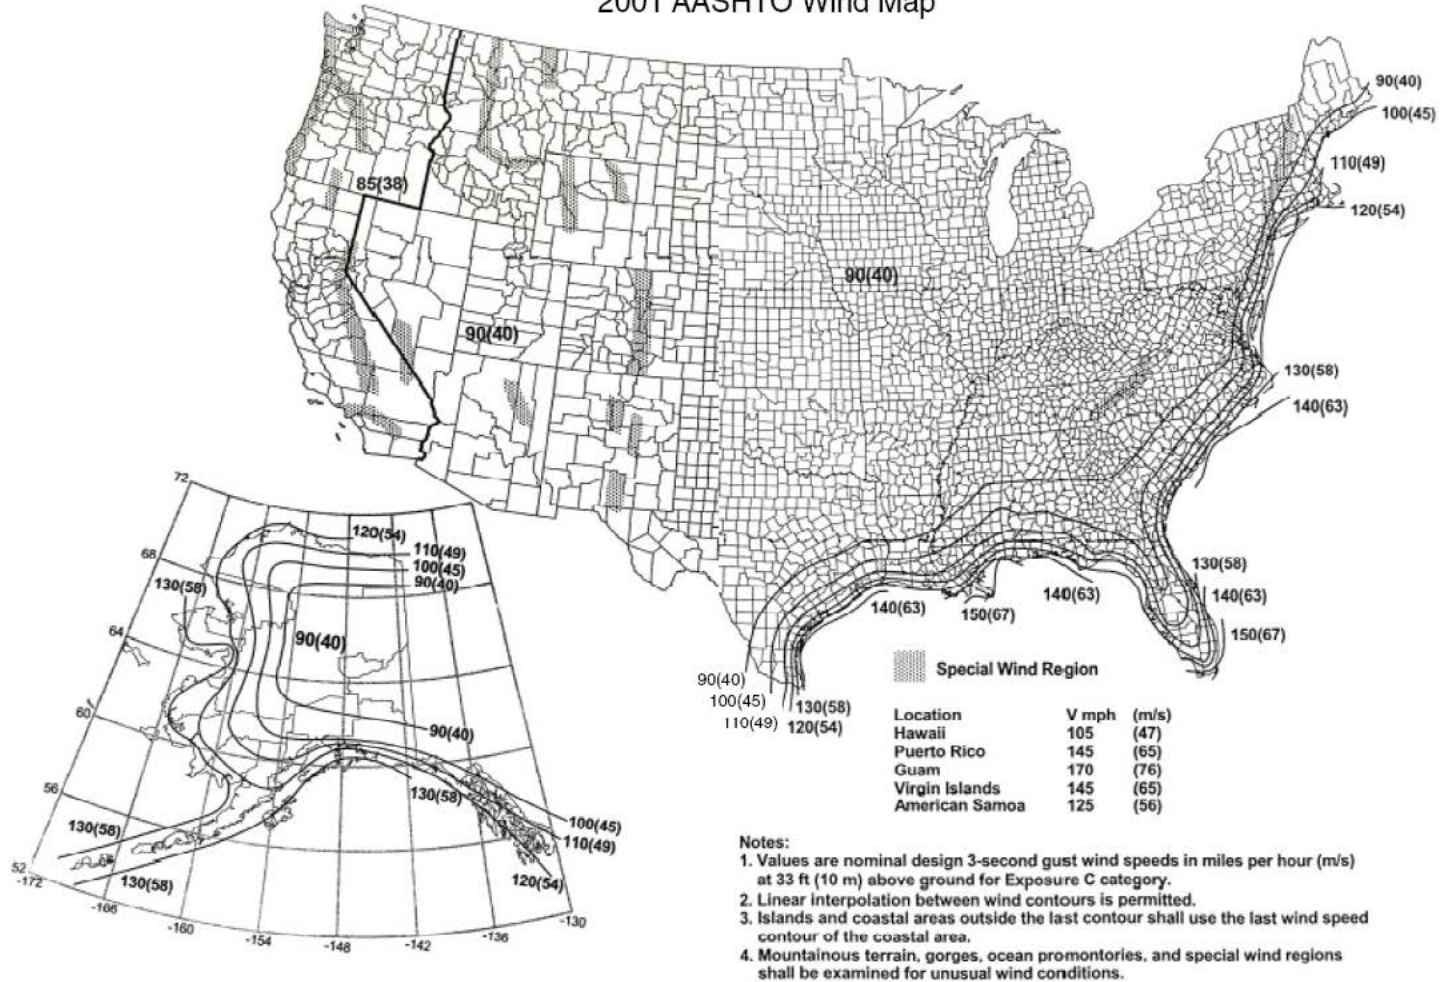 2001 AASHTO Wind Map
90(40)
100(45)
110(49)
120(54)
85(38)
90(40)
90(40)
130(58)
140(63)
72
120(54)
110(49)
100(45)
90(40)
68
130(58)
130(58)
140(63)
140(63)
140(63)
150(67)
150(67)
64
90(40)
Special Wind Region
90(40)
100(45)
110(49)
130(58)
120(54)
60
90(40)
Location V mph (m/s)
Hawaii 105 (47)
Puerto Rico 145 (65)
Guam 170 (76)
Virgin Islands 145 (65)
American Samoa 125 (56)
56
130(58)
130(58)
100(45)
110(49)
120(54)
130(58)
52
-172
-166
-160
-154
-148
-142
-136
-130
Notes:
1. Values are nominal design 3-second gust wind speeds in miles per hour (m/s)
at 33 ft (10 m) above ground for Exposure C category.
2. Linear interpolation between wind contours is permitted.
3. Islands and coastal areas outside the last contour shall use the last wind speed
contour of the coastal area.
4. Mountainous terrain, gorges, ocean promontories, and special wind regions
shall be examined for unusual wind conditions.